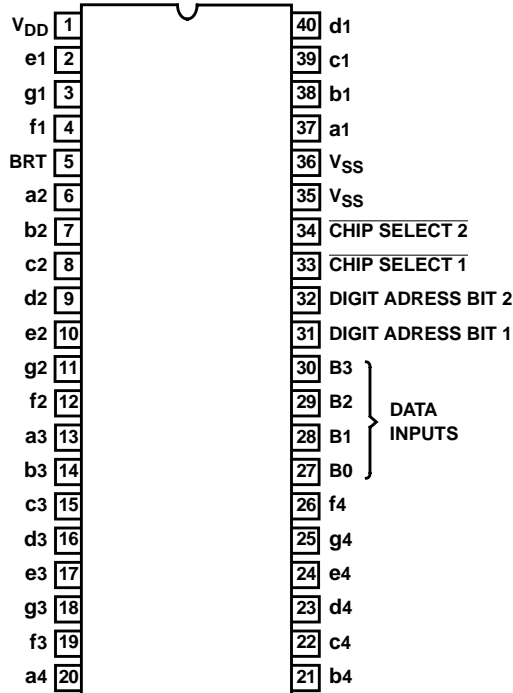 VDD 1 40 d1
e1 2 39 c1
g1 3 38 b1
f1 4 37 a1
BRT 5 36 VSS
a2 6 35 VSS
b2 7 34 CHIP SELECT 2
c2 8 33 CHIP SELECT 1
d2 9 32 DIGIT ADRESS BIT 2
e2 10 31 DIGIT ADRESS BIT 1
g2 11 30 B3
f2 12 29 B2 DATA
a3 13 28 B1 INPUTS
b3 14 27 B0
c3 15 26 f4
d3 16 25 g4
e3 17 24 e4
g3 18 23 d4
f3 19 22 c4
a4 20 21 b4